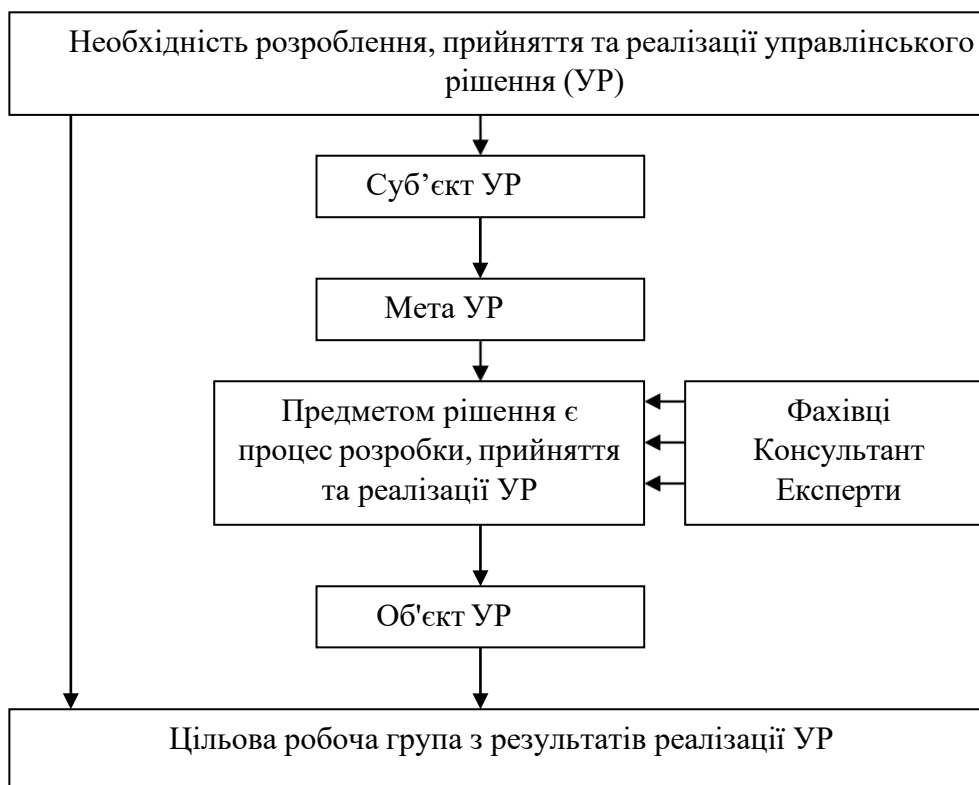 Необхідність розроблення, прийняття та реалізації управлінського
рішення (УР)
Суб’єкт УР
Мета УР
Предметом рішення є
процес розробки, прийняття
та реалізації УР
Фахівці
Консультант
Експерти
Об'єкт УР
Цільова робоча група з результатів реалізації УР